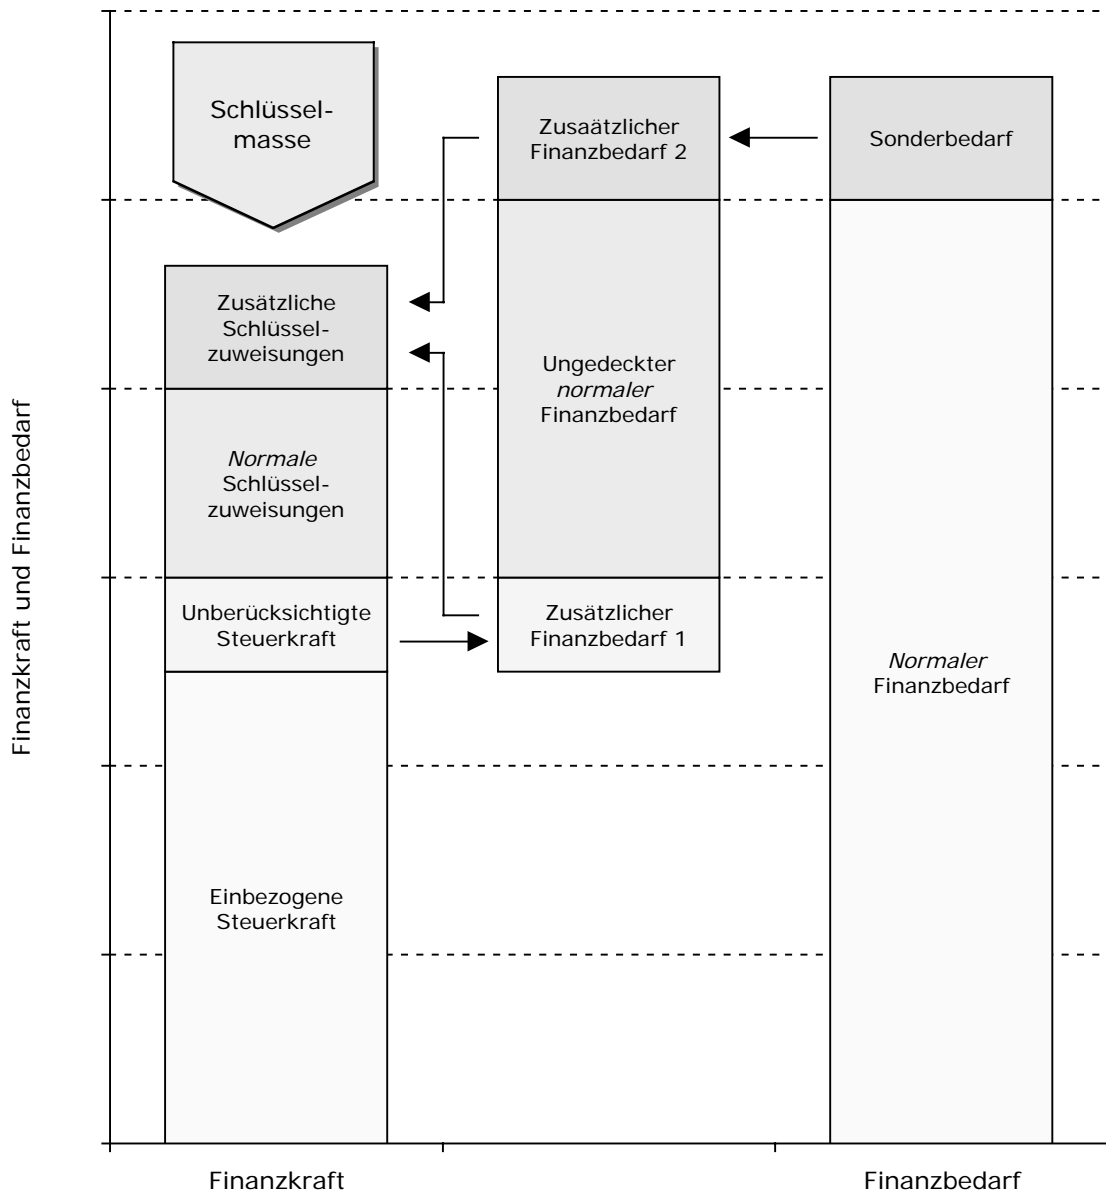 Finanzkraft und Finanzbedarf
Schlüssel-
masse
Zusätzliche
Schlüssel-
zuweisungen
Normale
Schlüssel-
zuweisungen
Unberücksichtigte
Steuerkraft
Einbezogene
Steuerkraft
Zusaätzlicher
Finanzbedarf 2
Ungedeckter
normaler
Finanzbedarf
Zusätzlicher
Finanzbedarf 1
Sonderbedarf
Normaler
Finanzbedarf
Finanzkraft
Finanzbedarf